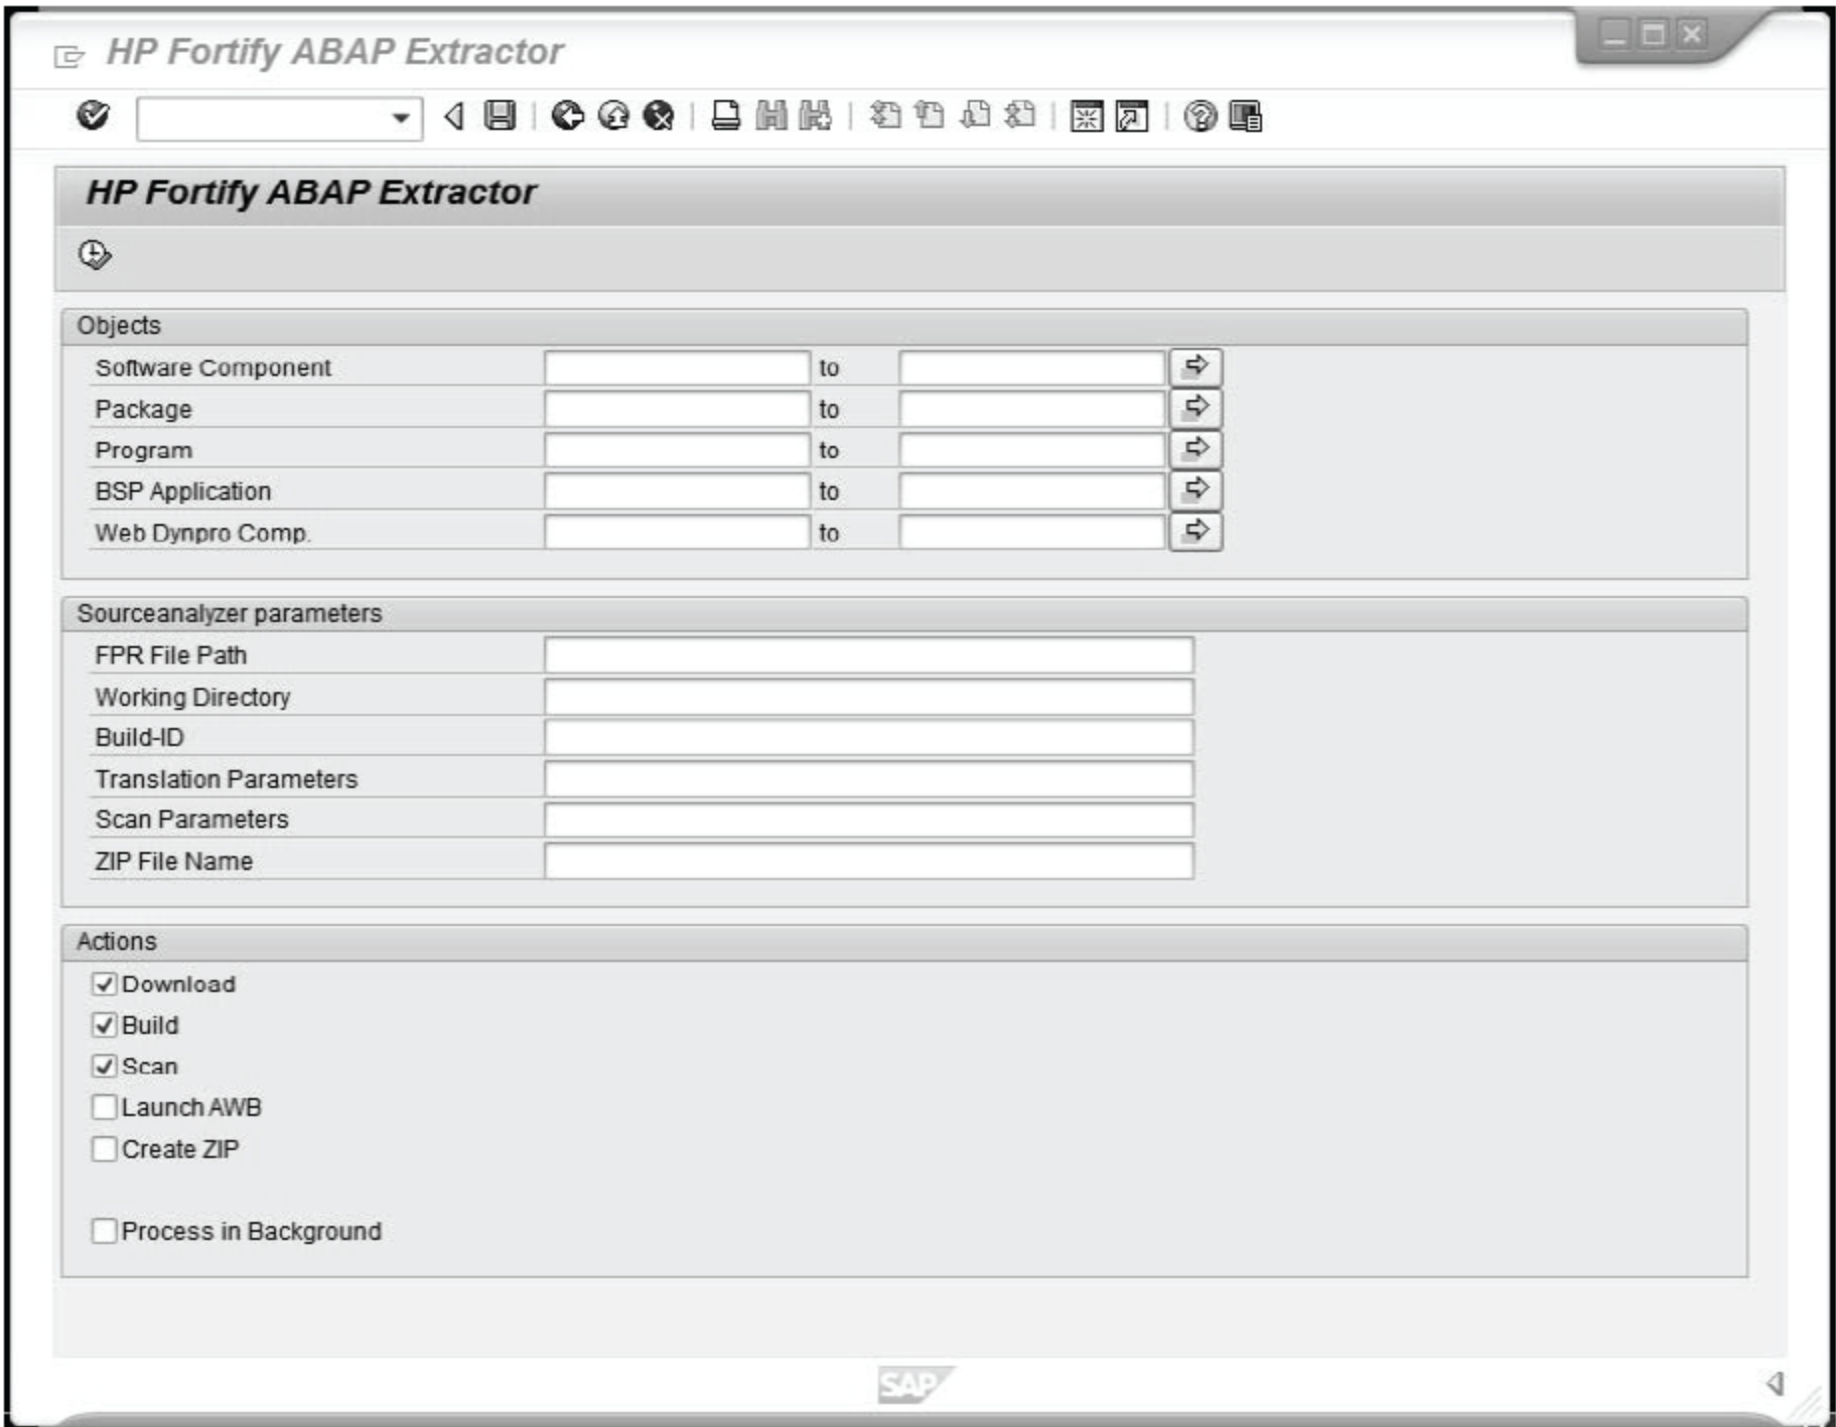 HP Fortify ABAP Extractor
HP Fortify ABAP Extractor
Objects
Software Component to
Package to
Program to
BSP Application to
Web Dynpro Comp. to
Sourceanalyzer parameters
FPR File Path
Working Directory
Build-ID
Translation Parameters
Scan Parameters
ZIP File Name
Actions
Download
Build
Scan
Launch AWB
Create ZIP
Process in Background
SAP